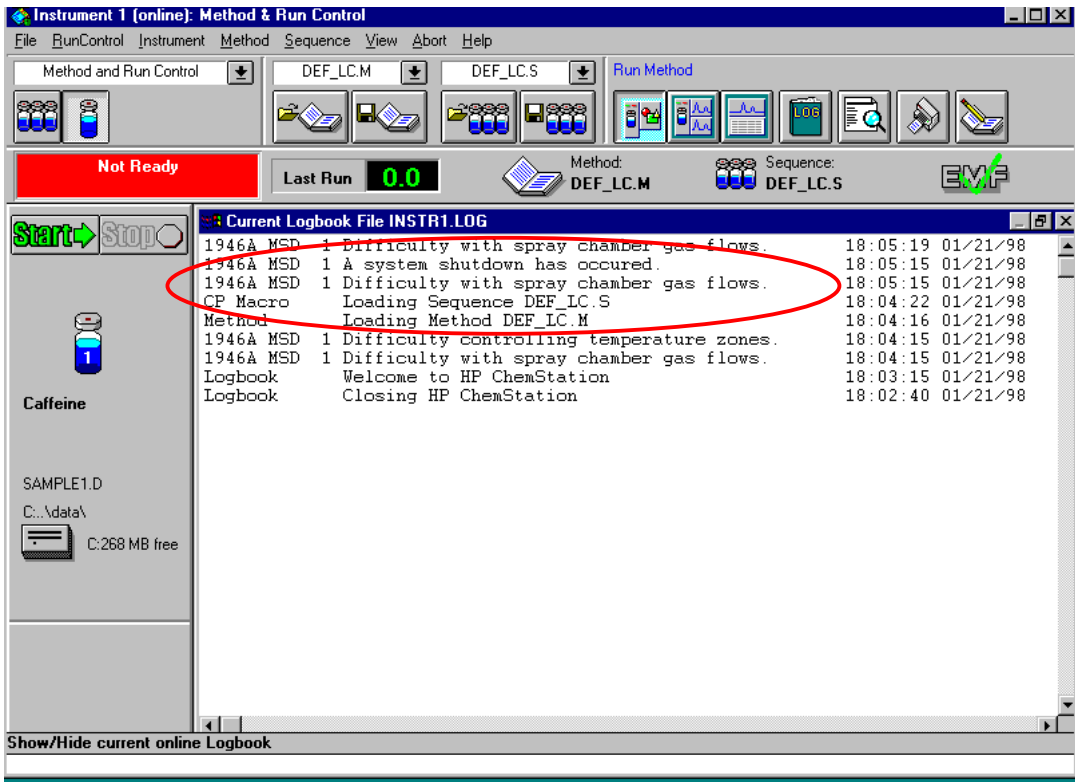 Instrument 1 (online): Method & Run Control
File RunControl Instrument Method Sequence View Abort Help
Method and Run Control DEF_LC.M DEF_LC.S Run Method
LOG
Not Ready
Last Run 0.0
Method:
DEF_LC.M
Sequence:
DEF_LC.S
EMF
Start Stop
Current Logbook File INSTR1.LOG
1946A MSD 1 Difficulty with spray chamber gas flows. 18:05:19 01/21/98
1946A MSD 1 A system shutdown has occured. 18:05:15 01/21/98
1946A MSD 1 Difficulty with spray chamber gas flows. 18:05:15 01/21/98
CP Macro Loading Sequence DEF_LC.S 18:04:22 01/21/98
Method Loading Method DEF_LC.M 18:04:16 01/21/98
1946A MSD 1 Difficulty controlling temperature zones. 18:04:15 01/21/98
1946A MSD 1 Difficulty with spray chamber gas flows. 18:04:15 01/21/98
Logbook Welcome to HP ChemStation 18:03:15 01/21/98
Logbook Closing HP ChemStation 18:02:40 01/21/98
1
Caffeine
SAMPLE1.D
C:..\data\
C:268 MB free
Show/Hide current online Logbook